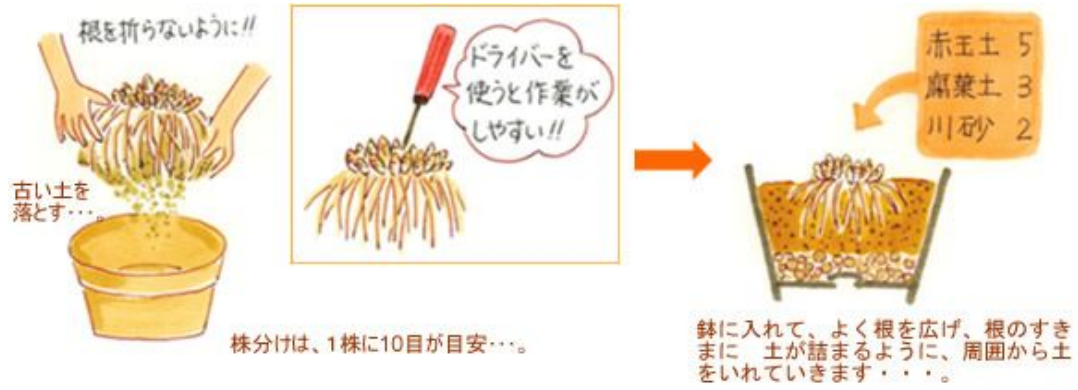 根を折らないように!!
古い土を
落とす･･･。
ドライバーを
使うと作業が
しやすい!!
株分けは、1株に10目が目安･･･。
赤玉土 5
腐葉土 3
川砂 2
鉢に入れて、よく根を広げ、根のすき
まに　土が詰まるように、周囲から土
をいれていきます・・・。